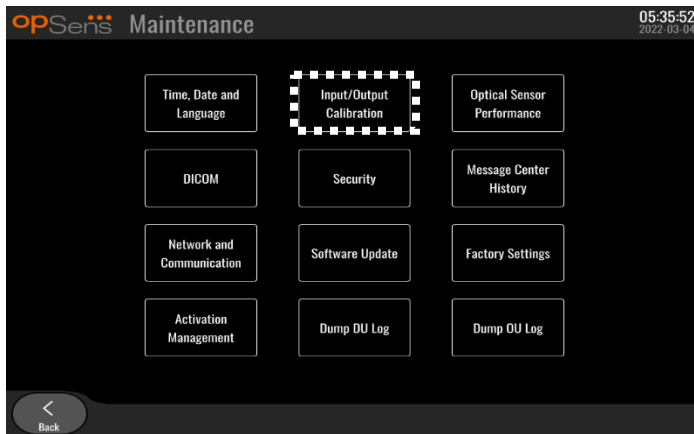 opSens Maintenance
05:35:52
2022-03-04
Time, Date and
Language
Input/Output
Calibration
Optical Sensor
Performance
DICOM
Security
Message Center
History
Network and
Communication
Software Update
Factory Settings
Activation
Management
Dump DU Log
Dump OU Log
Back